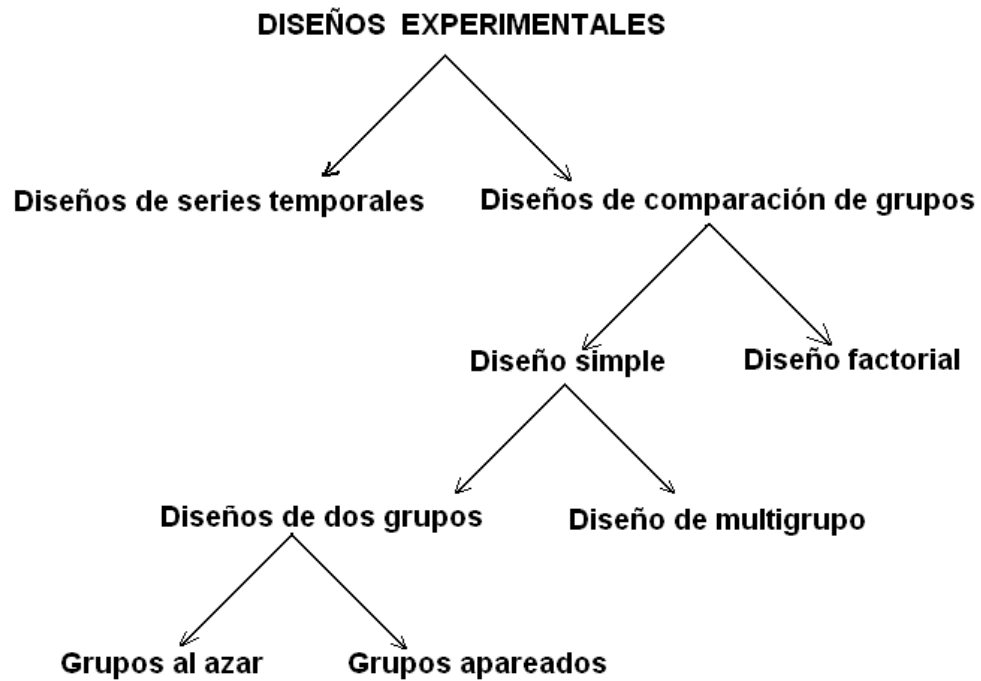 DISEÑOS EXPERIMENTALES
Diseños de series temporales
Diseños de comparación de grupos
Diseño simple
Diseño factorial
Diseños de dos grupos
Diseño de multigrupo
Grupos al azar
Grupos apareados